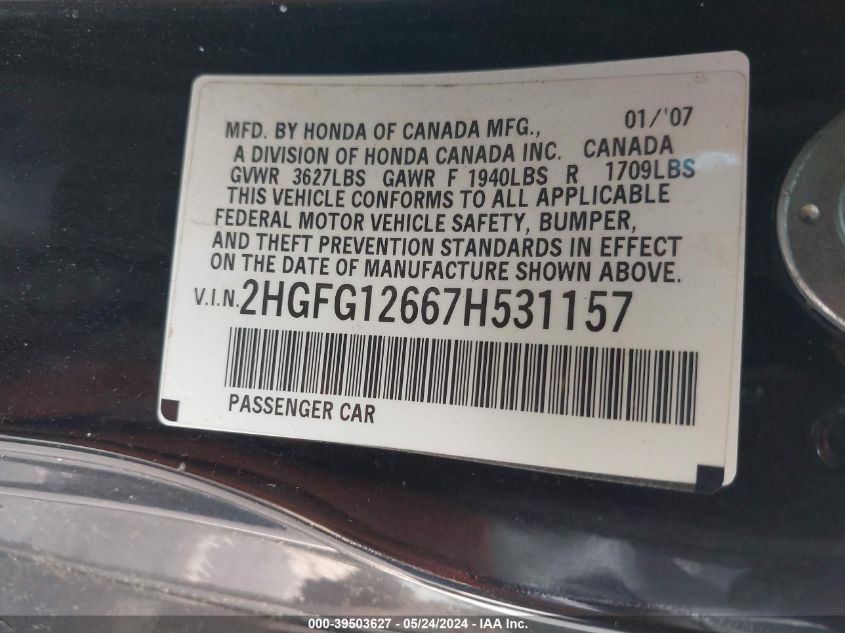 MFD. BY HONDA OF CANADA MFG., 01/'07
A DIVISION OF HONDA CANADA INC. CANADA
GVWR 3627LBS GAWR F 1940LBS R 1709LBS
THIS VEHICLE CONFORMS TO ALL APPLICABLE
FEDERAL MOTOR VEHICLE SAFETY, BUMPER,
AND THEFT PREVENTION STANDARDS IN EFFECT
ON THE DATE OF MANUFACTURE SHOWN ABOVE.
V.I.N. 2HGFG12667H531157
PASSENGER CAR
000-39503627 - 05/24/2024 - IAA Inc.